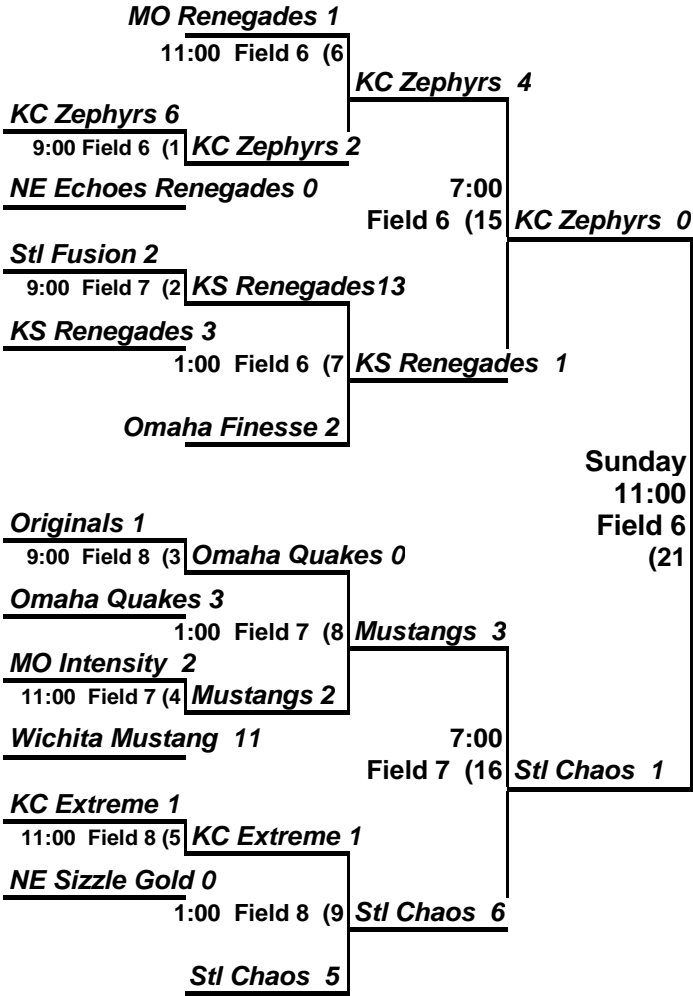 MO Renegades 1
11:00 Field 6 (6
KC Zephyrs 4
KC Zephyrs 6
9:00 Field 6 (1 KC Zephyrs 2
NE Echoes Renegades 0
7:00
Field 6 (15 KC Zephyrs 0
Stl Fusion 2
9:00 Field 7 (2 KS Renegades13
KS Renegades 3
1:00 Field 6 (7 KS Renegades 1
Omaha Finesse 2
Sunday
11:00
Field 6
(21
Originals 1
9:00 Field 8 (3 Omaha Quakes 0
Omaha Quakes 3
1:00 Field 7 (8 Mustangs 3
MO Intensity 2
11:00 Field 7 (4 Mustangs 2
Wichita Mustang 11
7:00
Field 7 (16 Stl Chaos 1
KC Extreme 1
11:00 Field 8 (5 KC Extreme 1
NE Sizzle Gold 0
1:00 Field 8 (9 Stl Chaos 6
Stl Chaos 5